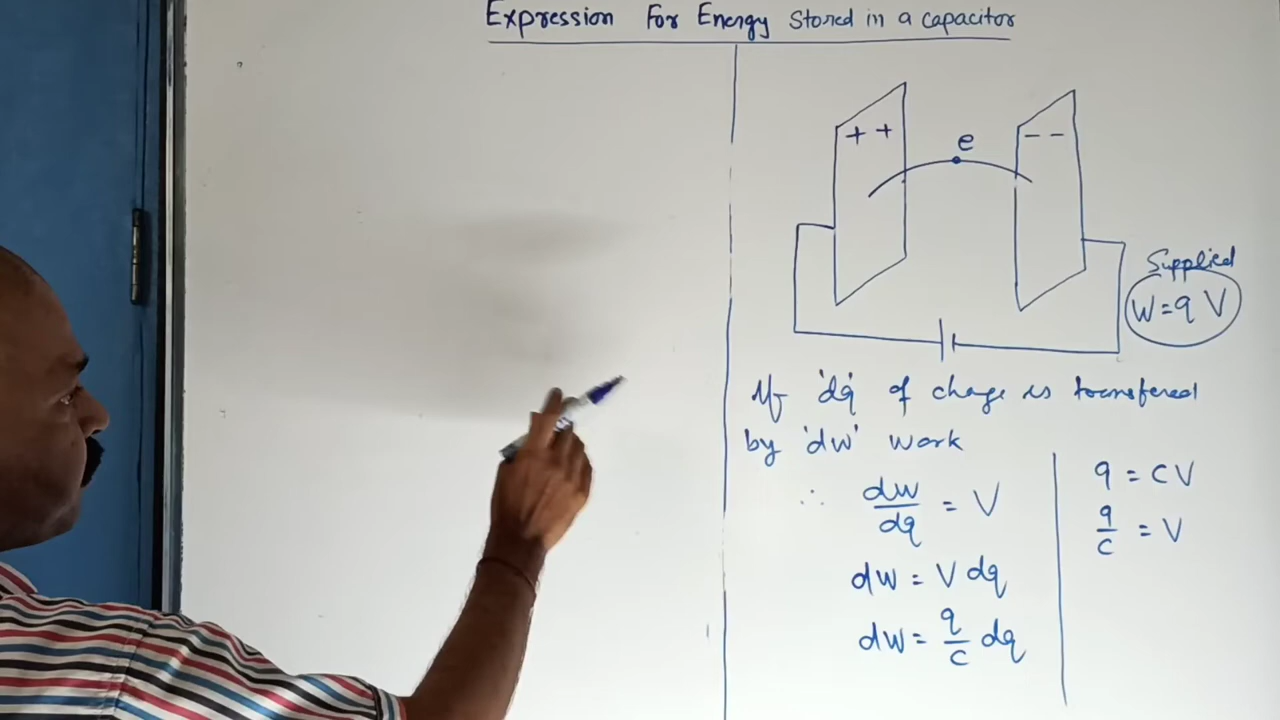 Expression For Energy Stored in a capacitor
+ +
e
− −
Supplied
W = q V
If 'dq' of charge is transferred
by 'dw' work
∴ dw/dq = V
dw = V dq
dw = q/c dq
q = CV
q/c = V